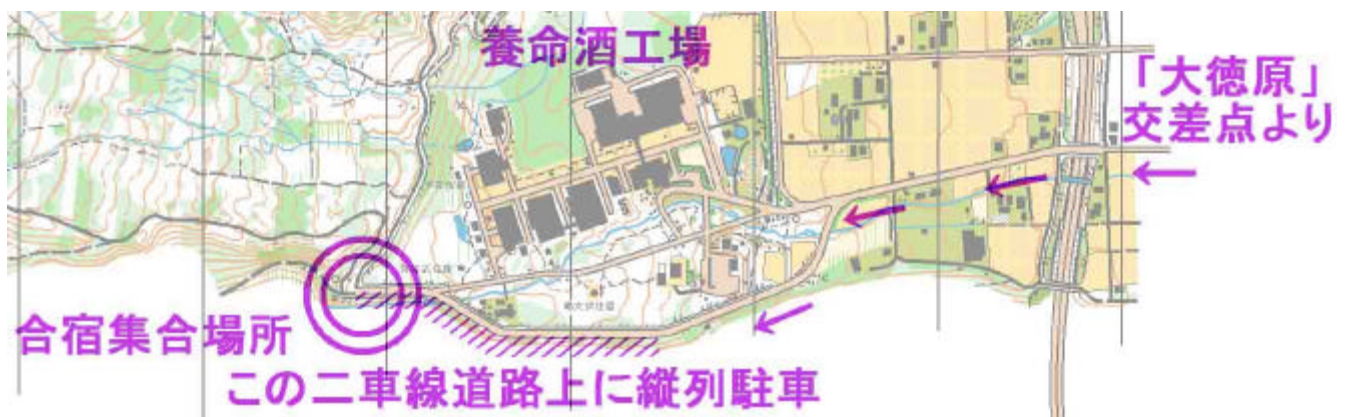 養命酒工場
「大徳原」
交差点より
合宿集合場所
この二車線道路上に縦列駐車